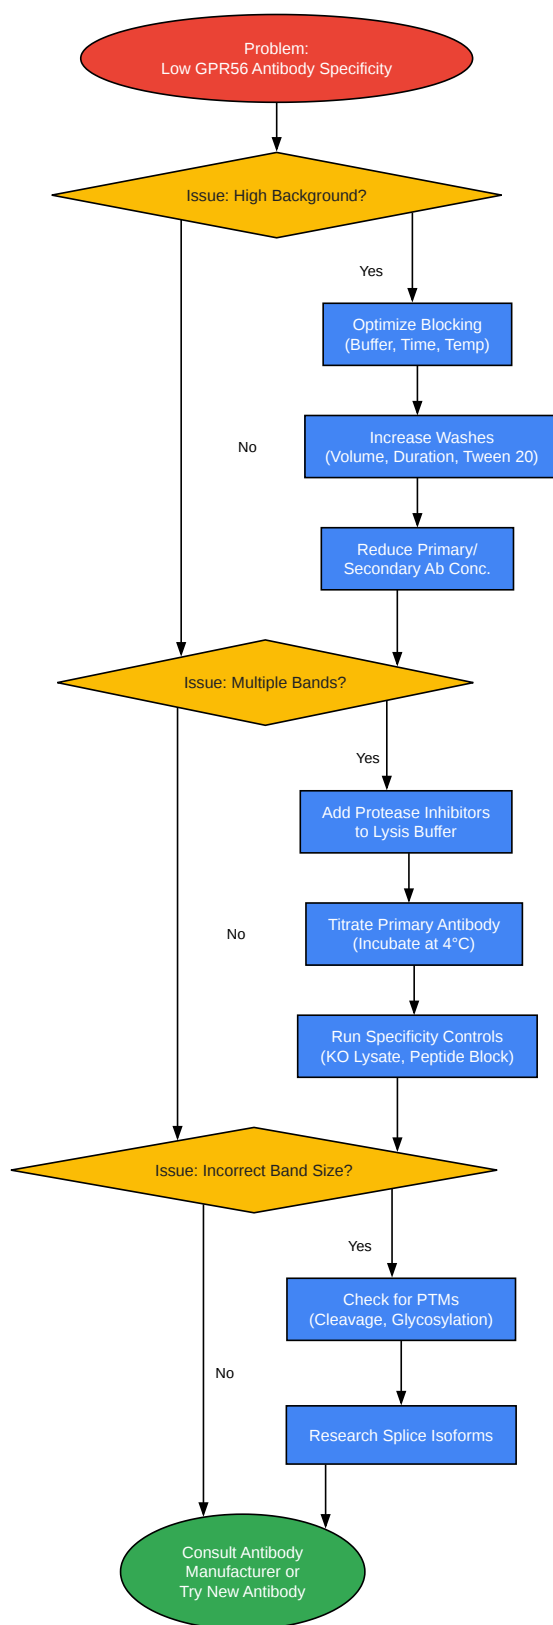 Problem:
Low GPR56 Antibody Specificity
Issue: High Background?
Yes
Optimize Blocking
(Buffer, Time, Temp)
No
Increase Washes
(Volume, Duration, Tween 20)
Reduce Primary/
Secondary Ab Conc.
Issue: Multiple Bands?
Yes
Add Protease Inhibitors
to Lysis Buffer
No
Titrate Primary Antibody
(Incubate at 4°C)
Run Specificity Controls
(KO Lysate, Peptide Block)
Issue: Incorrect Band Size?
Yes
Check for PTMs
(Cleavage, Glycosylation)
No
Research Splice Isoforms
Consult Antibody
Manufacturer or
Try New Antibody